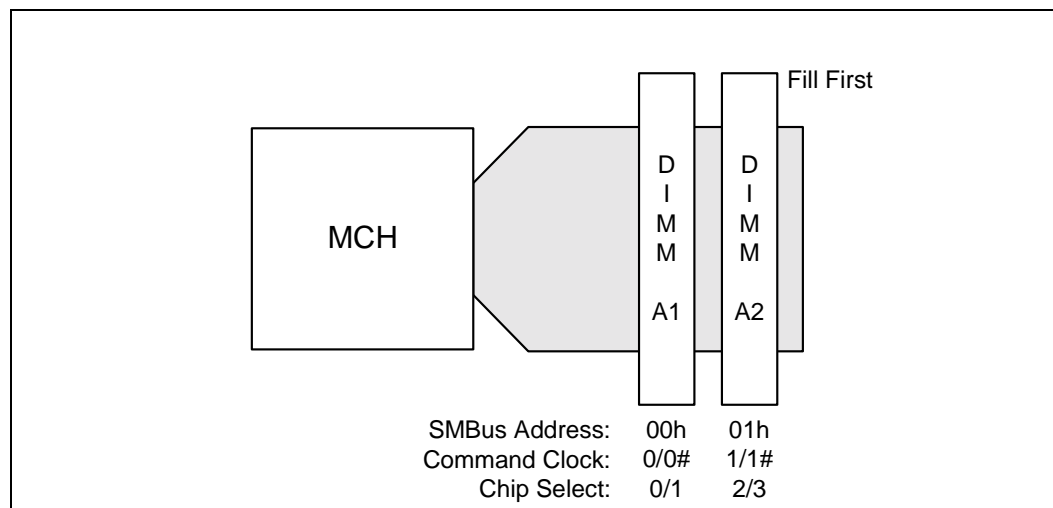 Fill First
MCH
D
I
M
M
A1
D
I
M
M
A2
SMBus Address: 00h 01h
Command Clock: 0/0# 1/1#
Chip Select: 0/1 2/3